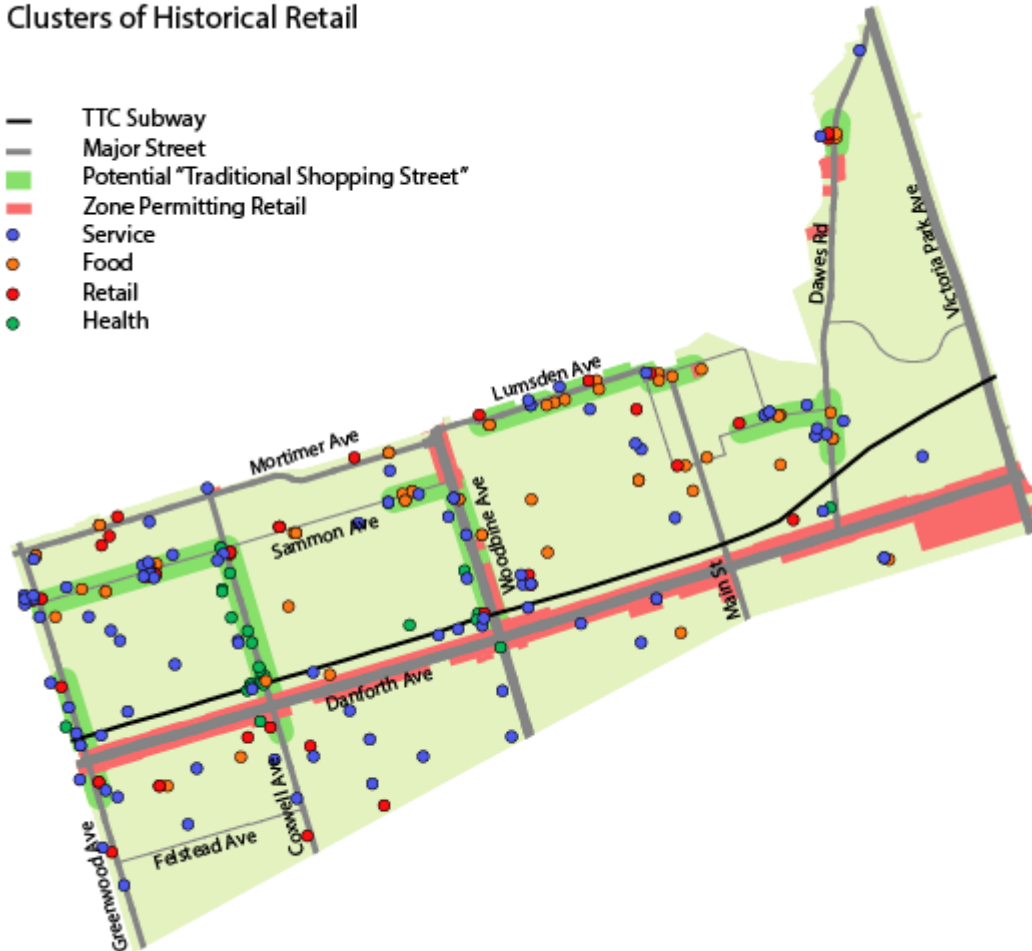 Clusters of Historical Retail
TTC Subway
Major Street
Potential “Traditional Shopping Street”
Zone Permitting Retail
Service
Food
Retail
Health
Dawes Rd
Victoria Park Ave
Lumsden Ave
Mortimer Ave
Sammon Ave
Woodbine Ave
Main St
Danforth Ave
Coxwell Ave
Felstead Ave
Greenwood Ave